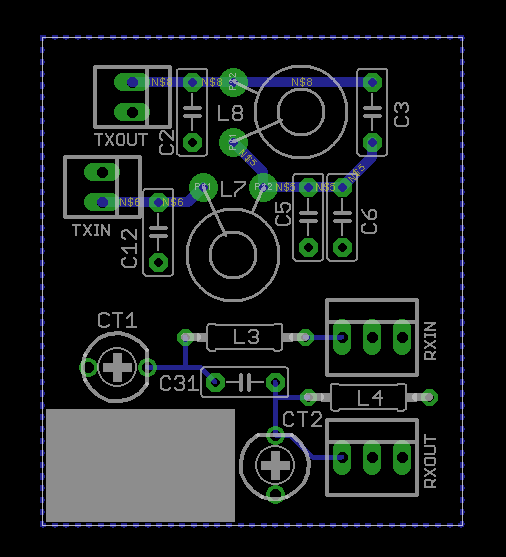 N$8
N$8
P$2
N$8
TXOUT
C2
L8
C3
P$1
N$5
N$5
TXIN
N$6
N$6
P$1
L7
P$2
N$5
N$5
C12
C5
C6
CT1
L3
RXIN
C31
L4
CT2
RXOUT